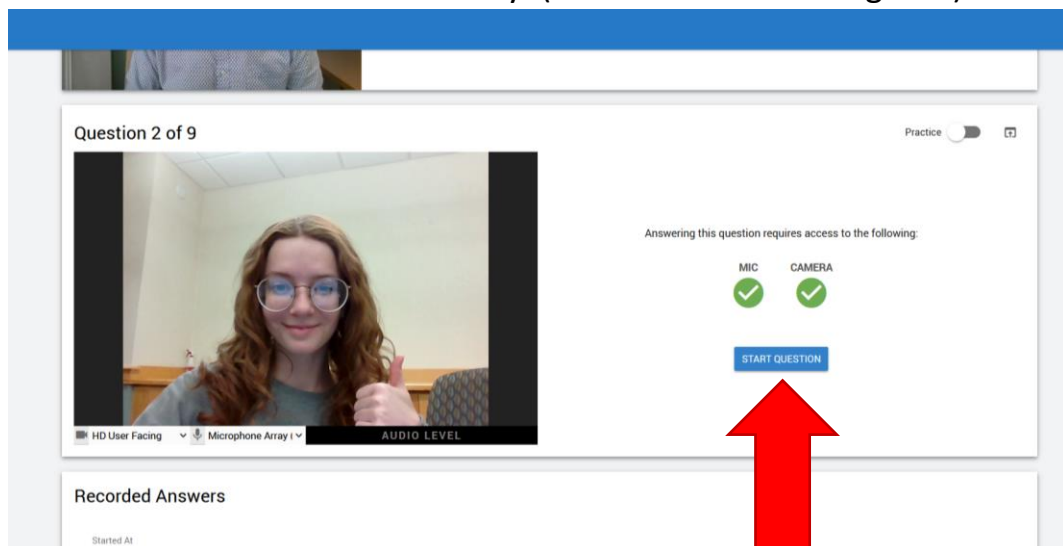 Question 2 of 9
Practice
Answering this question requires access to the following:
MIC CAMERA
START QUESTION
HD User Facing Microphone Array (
AUDIO LEVEL
Recorded Answers
Started At